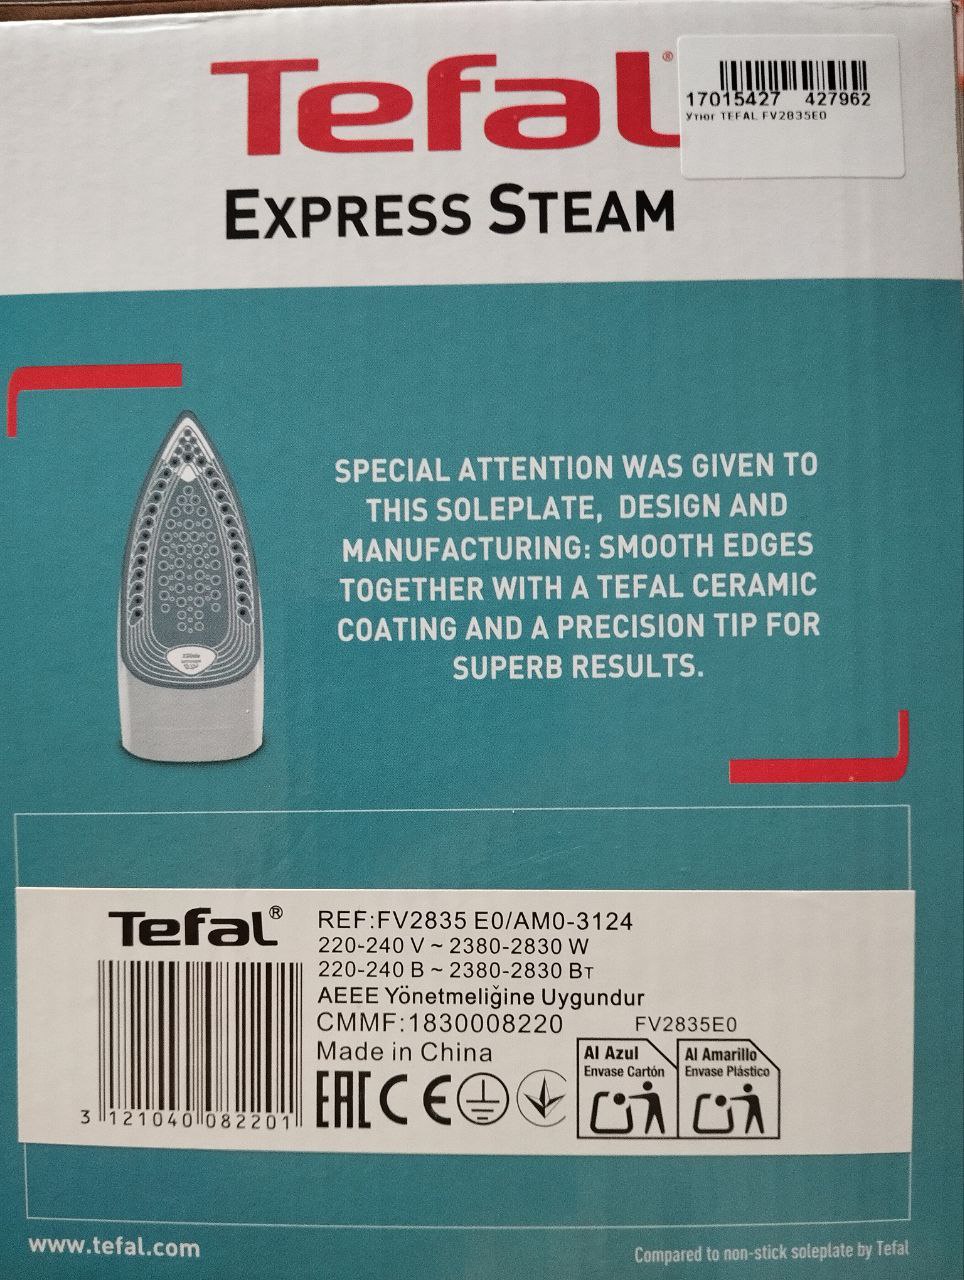 Tefal®
17015427 427962
Утюг TEFAL FV2835E0
EXPRESS STEAM
SPECIAL ATTENTION WAS GIVEN TO
THIS SOLEPLATE, DESIGN AND
MANUFACTURING: SMOOTH EDGES
TOGETHER WITH A TEFAL CERAMIC
COATING AND A PRECISION TIP FOR
SUPERB RESULTS.
Tefal®
REF:FV2835 E0/AM0-3124
220-240 V ~ 2380-2830 W
220-240 В ~ 2380-2830 Вт
AEEE Yönetmeliğine Uygundur
CMMF:1830008220
FV2835E0
Made in China
3 121040 082201
EAC CE
Al Azul
Envase Cartón
Al Amarillo
Envase Plástico
www.tefal.com
Compared to non-stick soleplate by Tefal